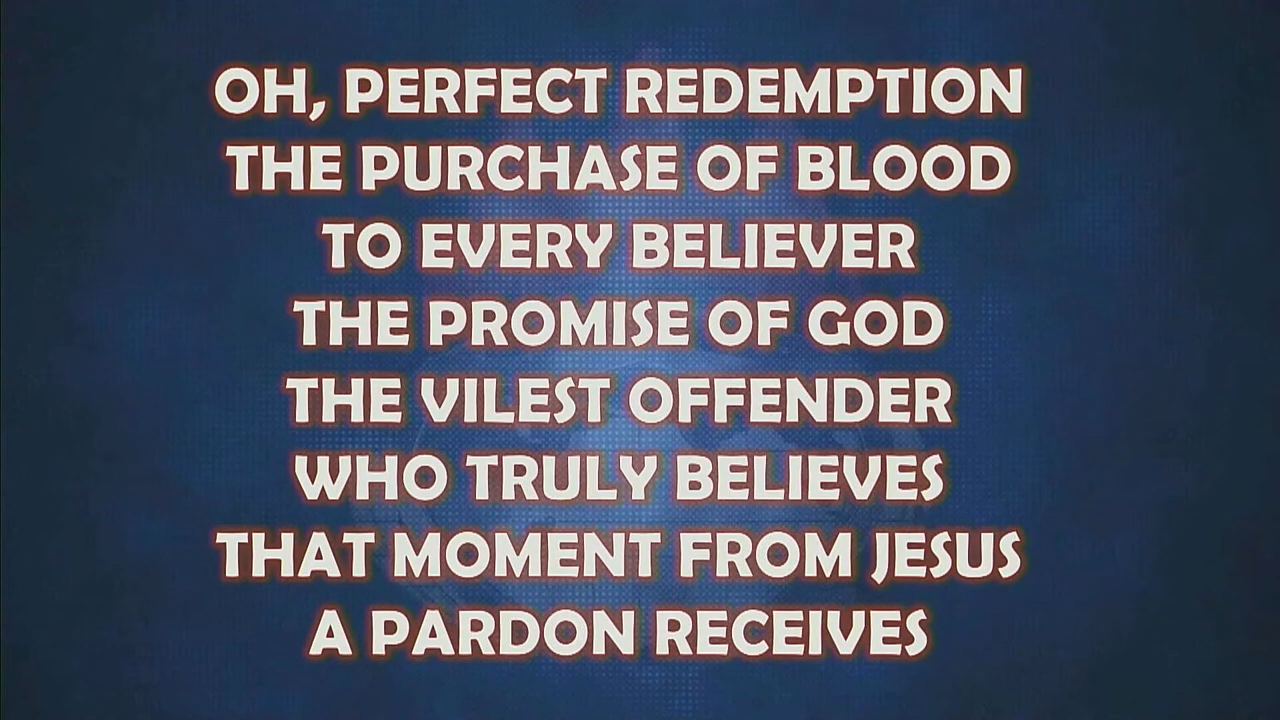 OH, PERFECT REDEMPTION
THE PURCHASE OF BLOOD
TO EVERY BELIEVER
THE PROMISE OF GOD
THE VILEST OFFENDER
WHO TRULY BELIEVES
THAT MOMENT FROM JESUS
A PARDON RECEIVES